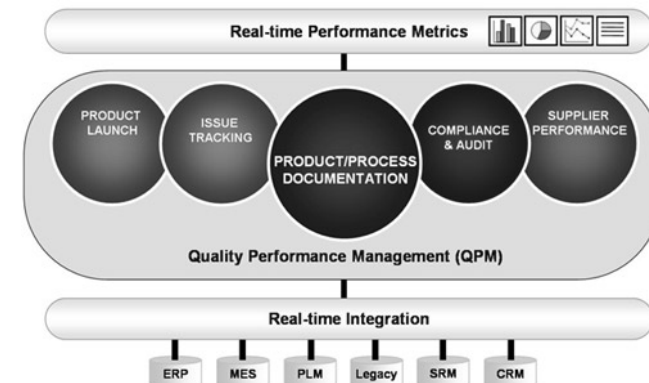 Real-time Performance Metrics
PRODUCT
LAUNCH
ISSUE
TRACKING
PRODUCT/PROCESS
DOCUMENTATION
COMPLIANCE
& AUDIT
SUPPLIER
PERFORMANCE
Quality Performance Management (QPM)
Real-time Integration
ERP
MES
PLM
Legacy
SRM
CRM